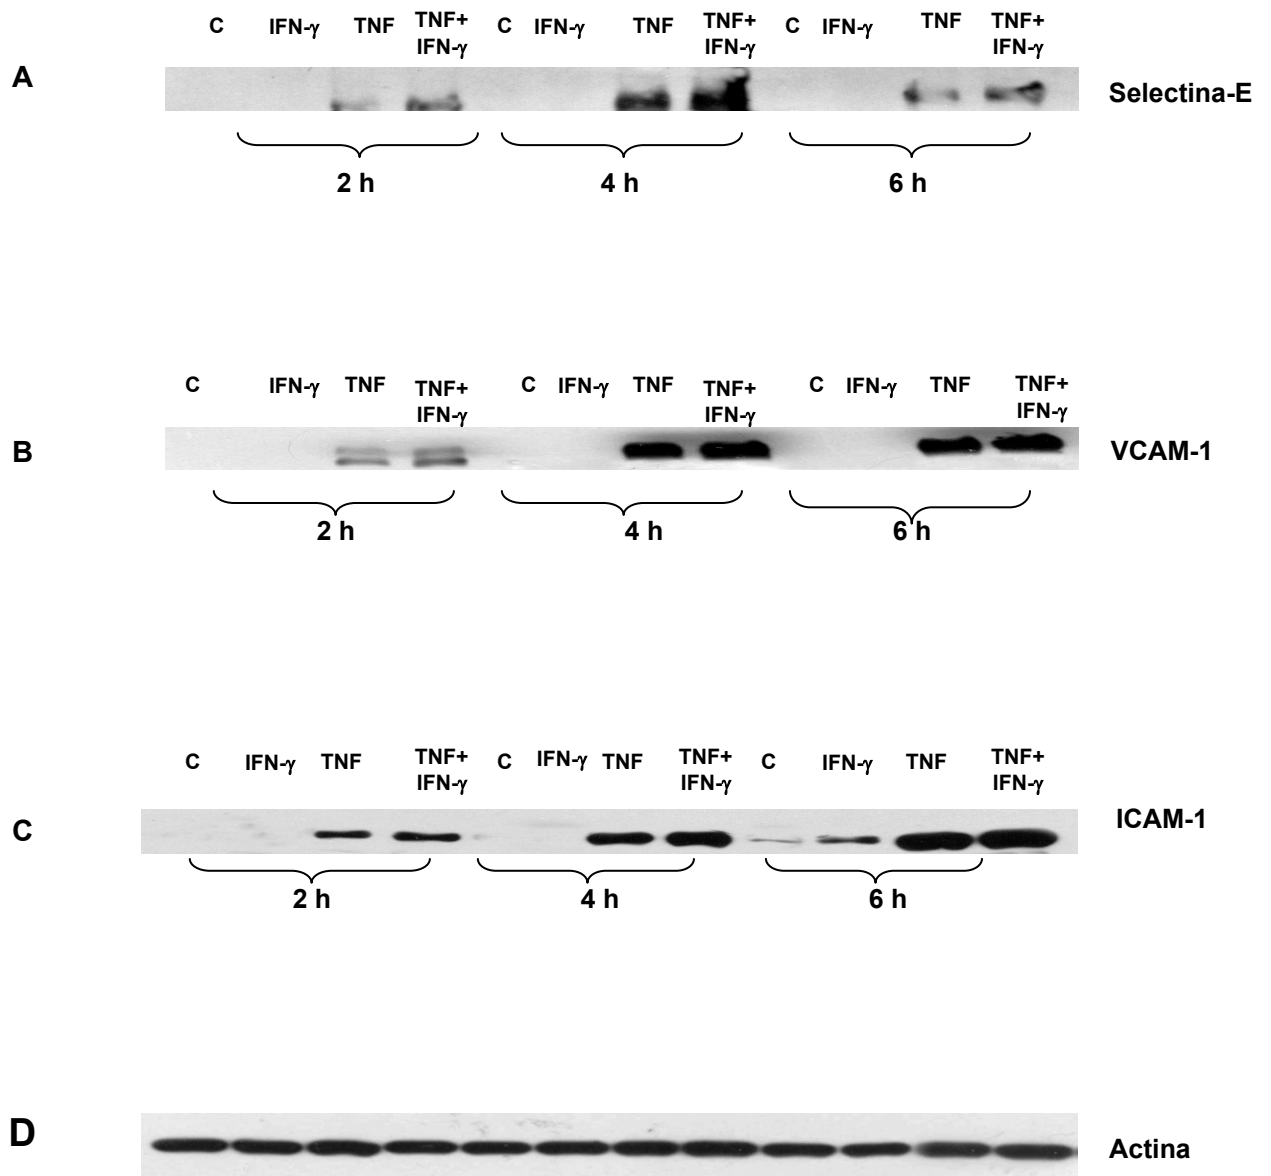 C IFN-γ TNF TNF+ IFN-γ C IFN-γ TNF TNF+ IFN-γ C IFN-γ TNF TNF+ IFN-γ
A
Selectina-E
2 h 4 h 6 h
C IFN-γ TNF TNF+ IFN-γ C IFN-γ TNF TNF+ IFN-γ C IFN-γ TNF TNF+ IFN-γ
B
VCAM-1
2 h 4 h 6 h
C IFN-γ TNF TNF+ IFN-γ C IFN-γ TNF TNF+ IFN-γ C IFN-γ TNF TNF+ IFN-γ
C
ICAM-1
2 h 4 h 6 h
D
Actina